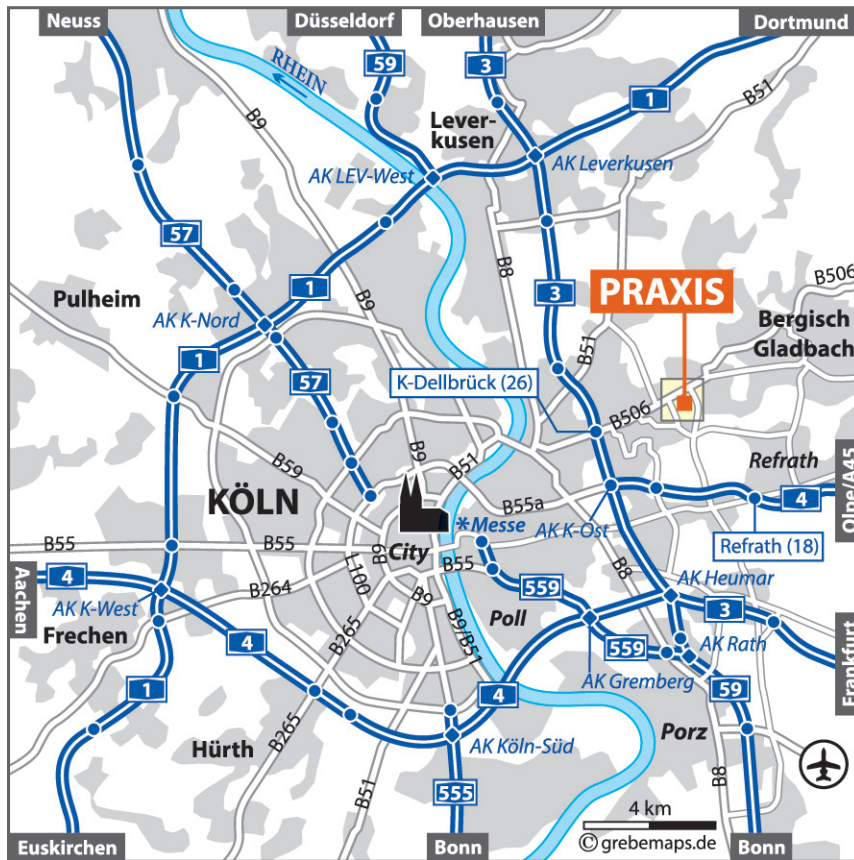 Neuss
Düsseldorf
Oberhausen
Dortmund
59
3
RHEIN
B9
1
B51
Lever-
kusen
AK LEV-West
AK Leverkusen
57
B8
1
3
B9
PRAXIS
B506
Pulheim
AK K-Nord
Bergisch
Gladbach
1
57
B51
K-Dellbrück (26)
B506
B59
B9
B51
Refrath
Olpe/A45
KÖLN
B55a
4
*Messe
AK K-Ost
City
B55
B55
B9
Refrath (18)
L100
B55
Aachen
4
B264
B8
AK Heumar
559
AK K-West
B9
3
Frechen
B9/B51
Poll
B265
4
559
AK Rath
Frankfurt
1
4
AK Gremberg
59
B265
Hürth
AK Köln-Süd
Porz
B51
555
B8
4 km
© grebemaps.de
Euskirchen
Bonn
Bonn